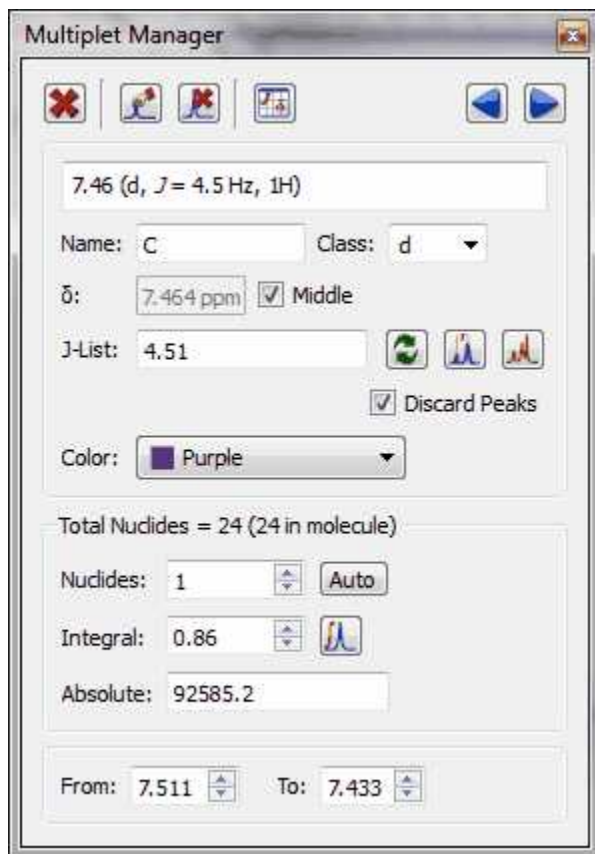 Multiplet Manager
7.46 (d, J = 4.5 Hz, 1H)
Name: C Class: d
δ: 7.464 ppm Middle
J-List: 4.51
Discard Peaks
Color: Purple
Total Nuclides = 24 (24 in molecule)
Nuclides: 1 Auto
Integral: 0.86
Absolute: 92585.2
From: 7.511 To: 7.433